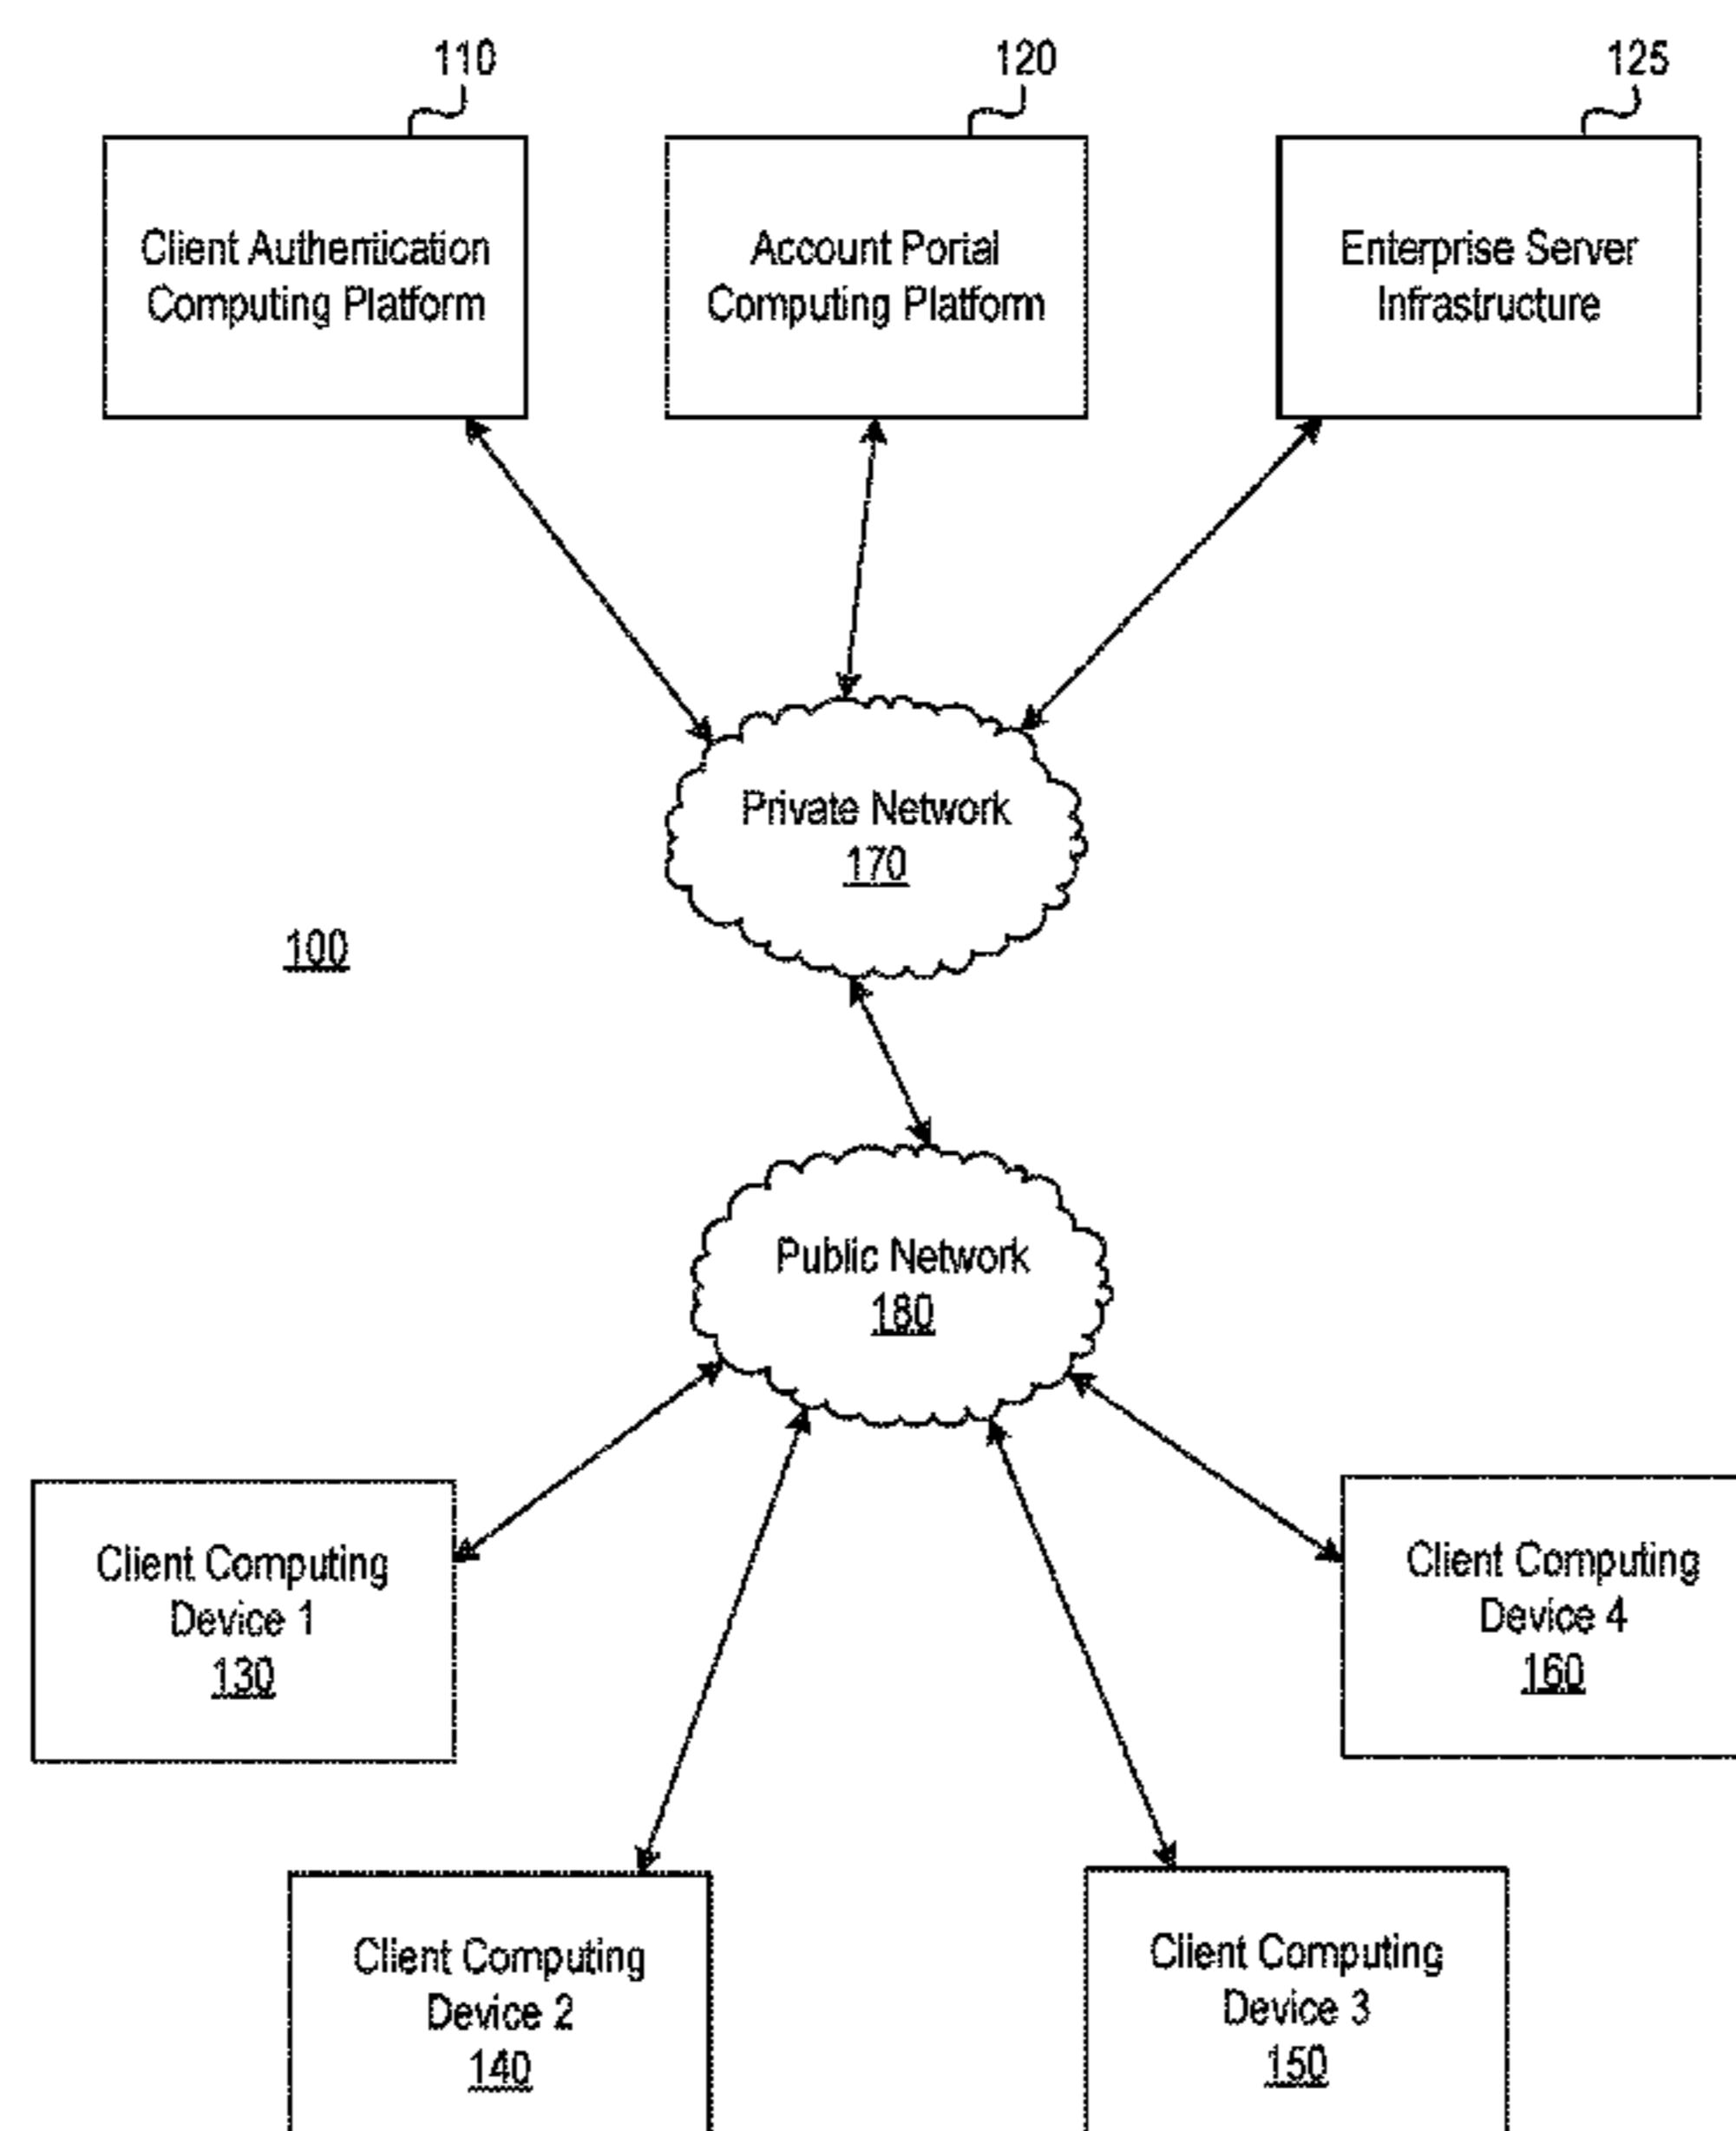 110
120
125
Client Authentication
Computing Platform
Account Portal
Computing Platform
Enterprise Server
Infrastructure
Private Network
170
100
Public Network
180
Client Computing
Device 1
130
Client Computing
Device 4
160
Client Computing
Device 2
140
Client Computing
Device 3
150